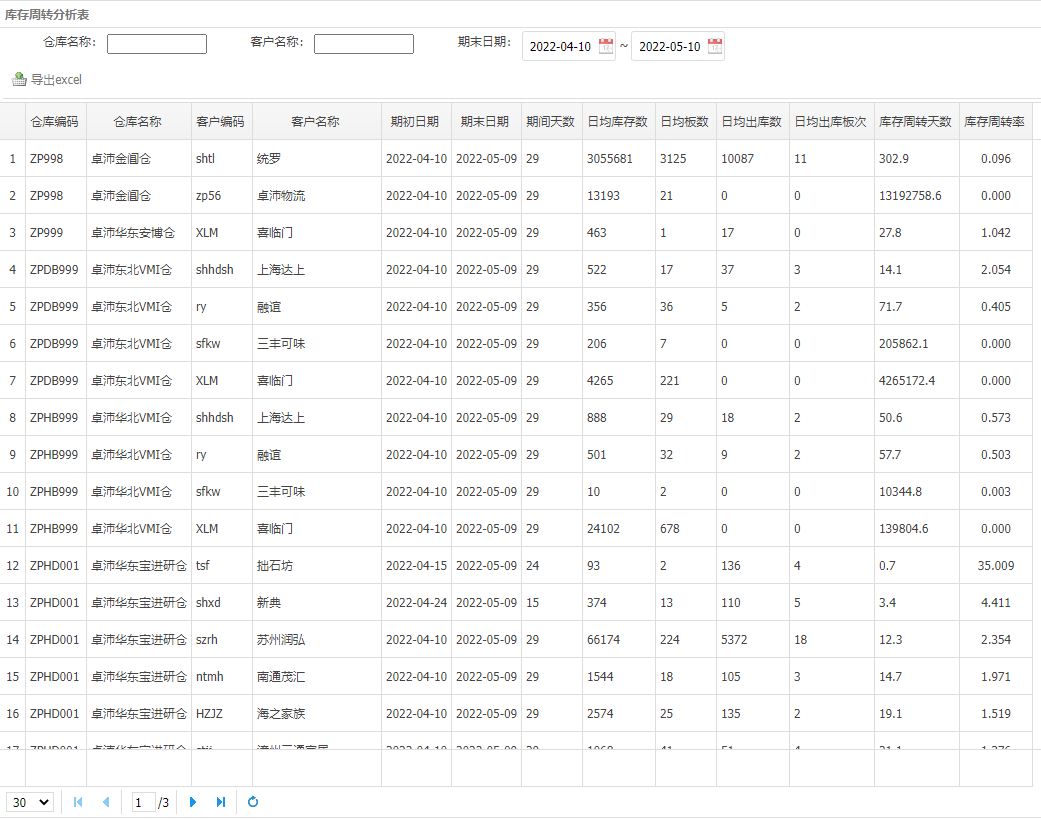 库存周转分析表
仓库名称: 客户名称: 期末日期: 2022-04-10 ~ 2022-05-10
导出excel
仓库编码 仓库名称 客户编码 客户名称 期初日期 期末日期 期间天数 日均库存数 日均板数 日均出库数 日均出库板次 库存周转天数 库存周转率
1 ZP998 卓沛金阊仓 shtl 统罗 2022-04-10 2022-05-09 29 3055681 3125 10087 11 302.9 0.096
2 ZP998 卓沛金阊仓 zp56 卓沛物流 2022-04-10 2022-05-09 29 13193 21 0 0 13192758.6 0.000
3 ZP999 卓沛华东安博仓 XLM 喜临门 2022-04-10 2022-05-09 29 463 1 17 0 27.8 1.042
4 ZPDB999 卓沛东北VMI仓 shhdsh 上海达上 2022-04-10 2022-05-09 29 522 17 37 3 14.1 2.054
5 ZPDB999 卓沛东北VMI仓 ry 融谊 2022-04-10 2022-05-09 29 356 36 5 2 71.7 0.405
6 ZPDB999 卓沛东北VMI仓 sfkw 三丰可味 2022-04-10 2022-05-09 29 206 7 0 0 205862.1 0.000
7 ZPDB999 卓沛东北VMI仓 XLM 喜临门 2022-04-10 2022-05-09 29 4265 221 0 0 4265172.4 0.000
8 ZPHB999 卓沛华北VMI仓 shhdsh 上海达上 2022-04-10 2022-05-09 29 888 29 18 2 50.6 0.573
9 ZPHB999 卓沛华北VMI仓 ry 融谊 2022-04-10 2022-05-09 29 501 32 9 2 57.7 0.503
10 ZPHB999 卓沛华北VMI仓 sfkw 三丰可味 2022-04-10 2022-05-09 29 10 2 0 0 10344.8 0.003
11 ZPHB999 卓沛华北VMI仓 XLM 喜临门 2022-04-10 2022-05-09 29 24102 678 0 0 139804.6 0.000
12 ZPHD001 卓沛华东宝进研仓 tsf 拙石坊 2022-04-15 2022-05-09 24 93 2 136 4 0.7 35.009
13 ZPHD001 卓沛华东宝进研仓 shxd 新典 2022-04-24 2022-05-09 15 374 13 110 5 3.4 4.411
14 ZPHD001 卓沛华东宝进研仓 szrh 苏州润弘 2022-04-10 2022-05-09 29 66174 224 5372 18 12.3 2.354
15 ZPHD001 卓沛华东宝进研仓 ntmh 南通茂汇 2022-04-10 2022-05-09 29 1544 18 105 3 14.7 1.971
16 ZPHD001 卓沛华东宝进研仓 HZJZ 海之家族 2022-04-10 2022-05-09 29 2574 25 135 2 19.1 1.519
30 1 /3